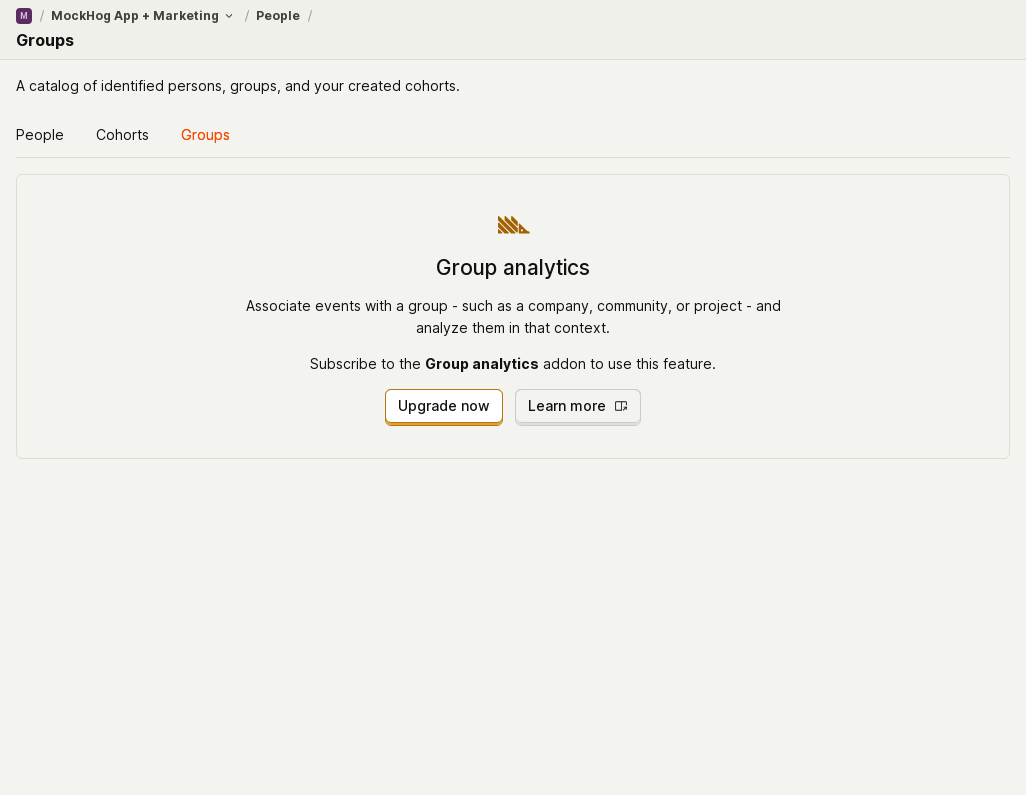 M / MockHog App + Marketing / People /
Groups
A catalog of identified persons, groups, and your created cohorts.
People Cohorts Groups
Group analytics
Associate events with a group - such as a company, community, or project - and
analyze them in that context.
Subscribe to the Group analytics addon to use this feature.
Upgrade now Learn more